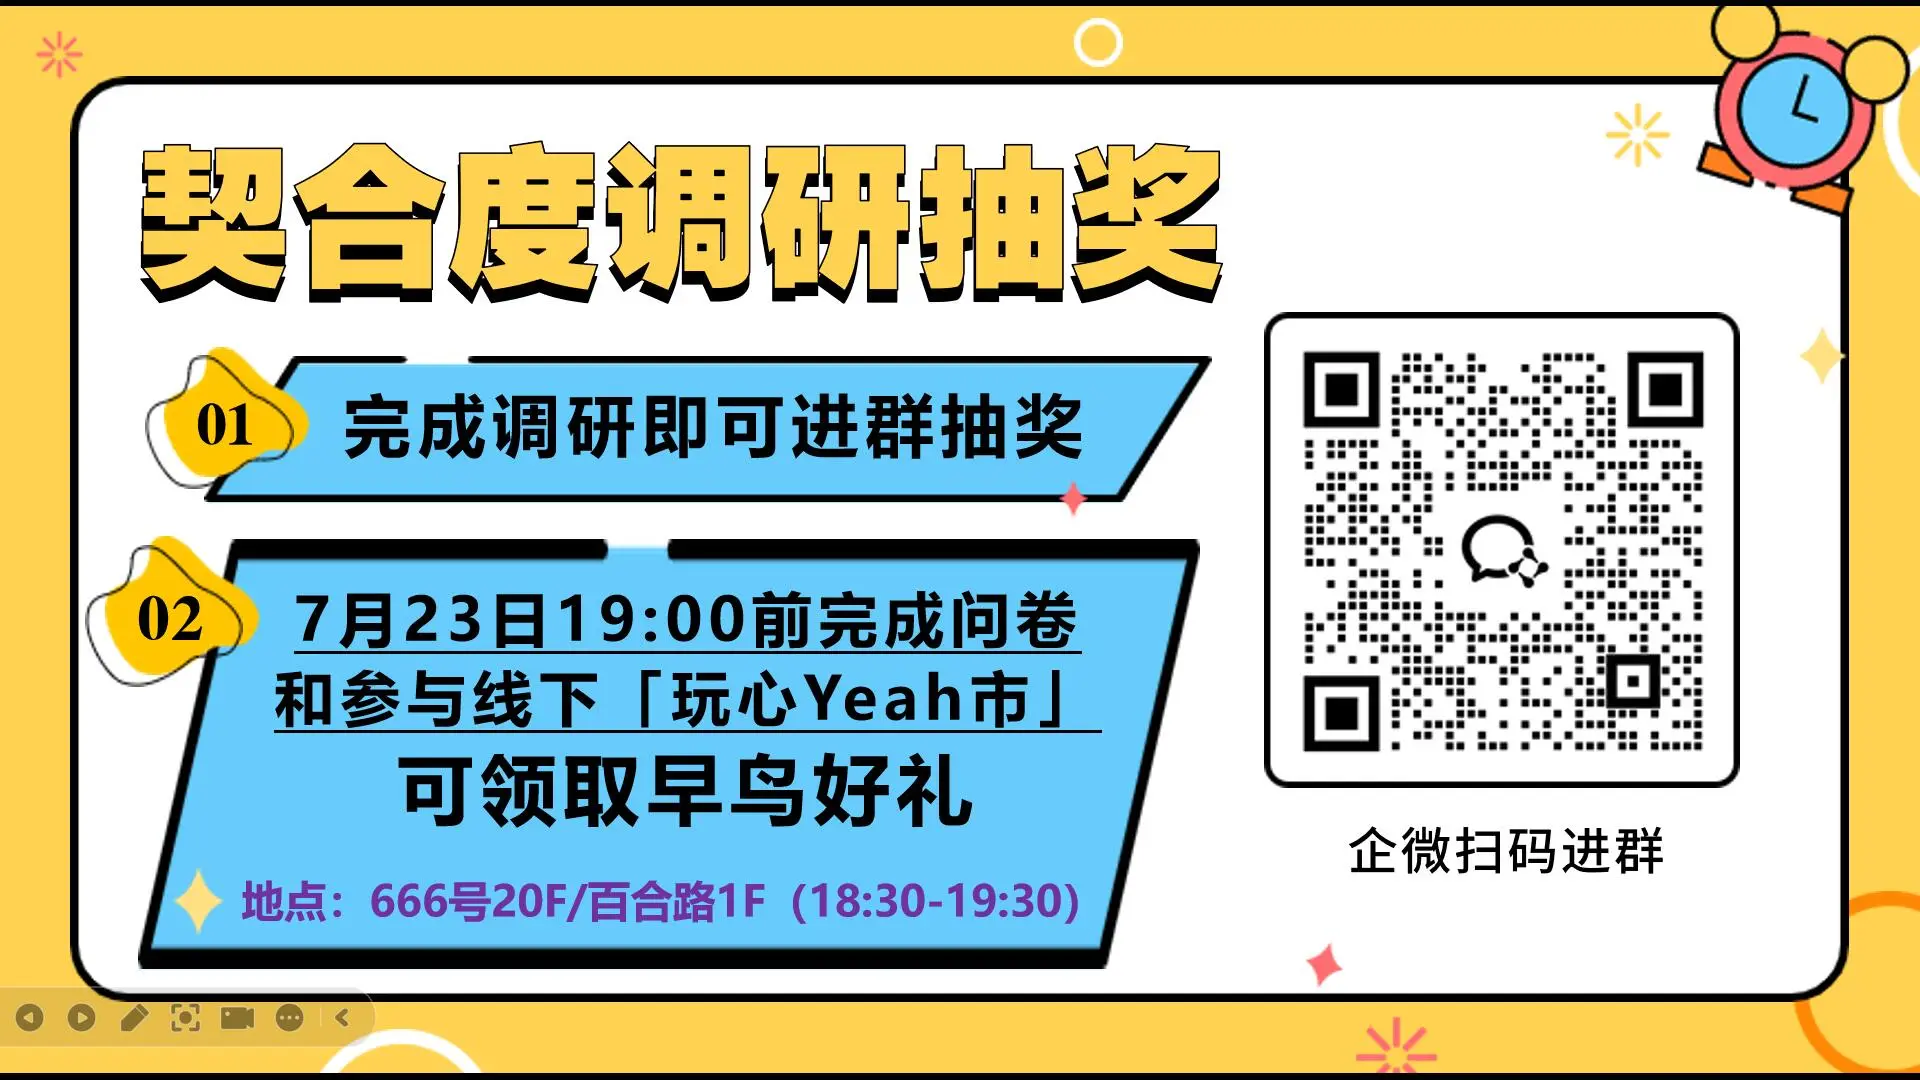 契合度调研抽奖
01
完成调研即可进群抽奖
02
7月23日19:00前完成问卷
和参与线下「玩心Yeah市」
可领取早鸟好礼
地点：666号20F/百合路1F（18:30-19:30）
企微扫码进群